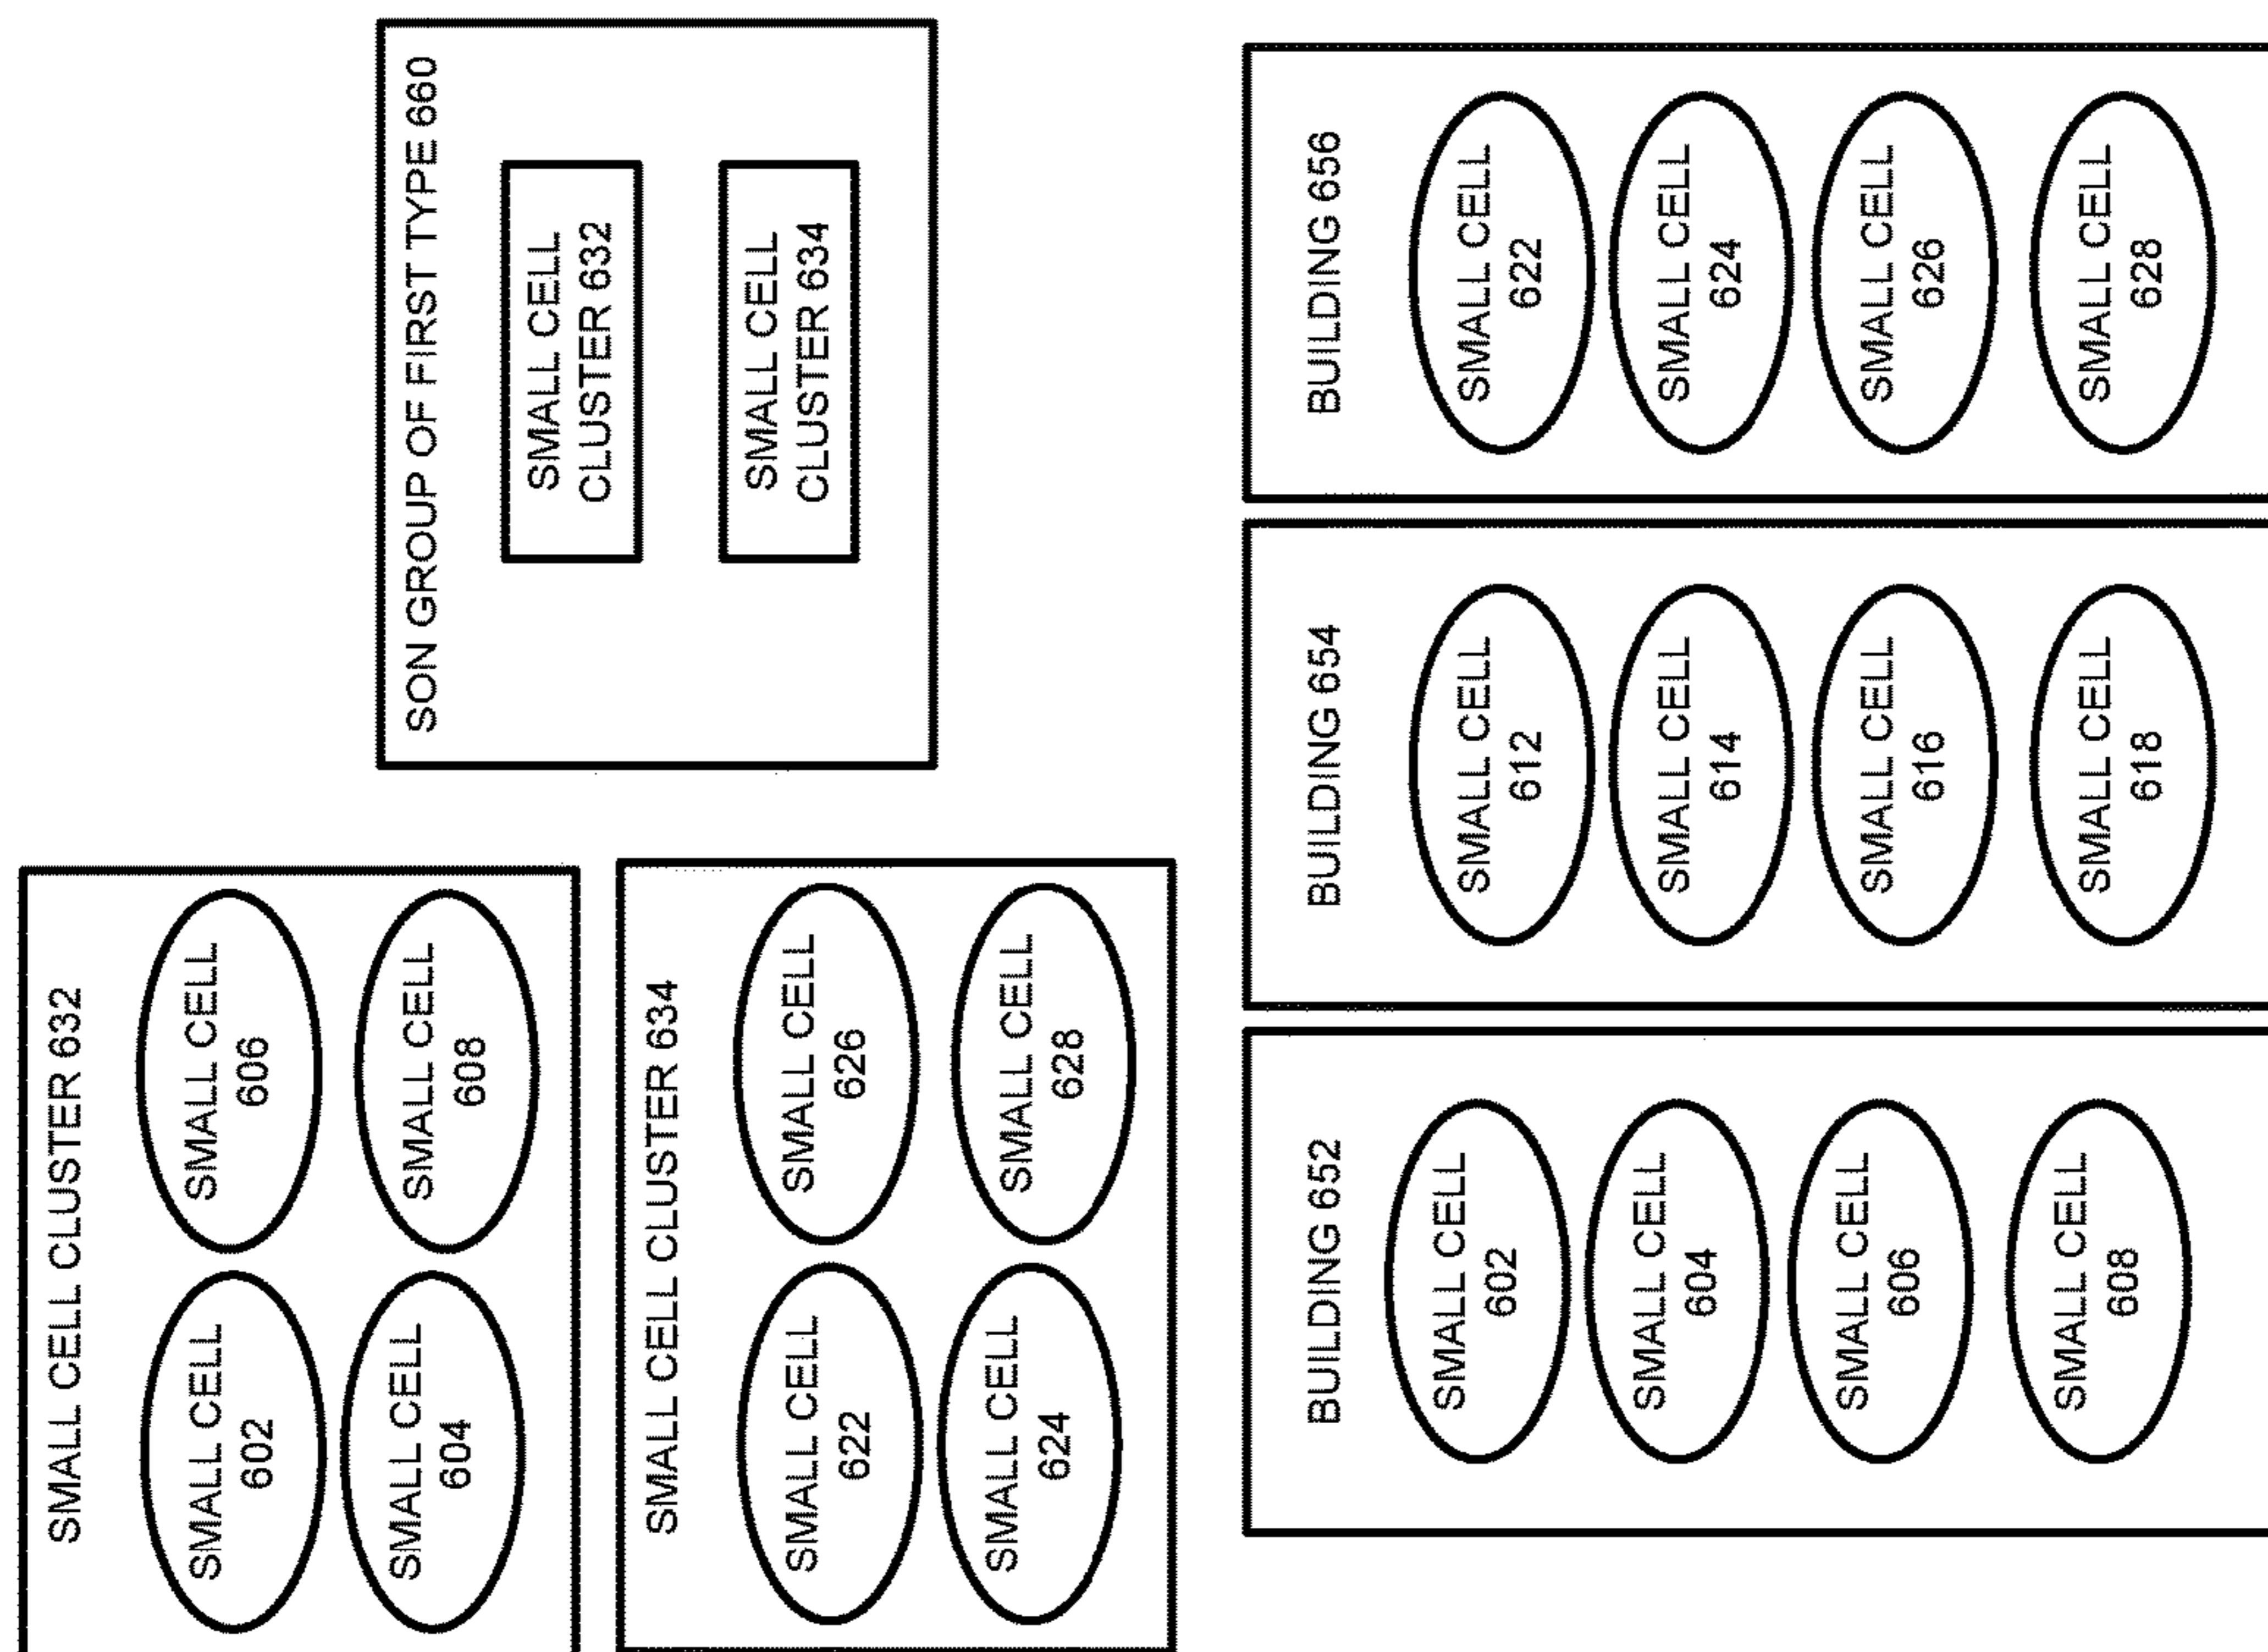 SMALL CELL CLUSTER 632
SMALL CELL
602
SMALL CELL
606
SMALL CELL
604
SMALL CELL
608
SMALL CELL CLUSTER 634
SMALL CELL
622
SMALL CELL
626
SMALL CELL
624
SMALL CELL
628
SON GROUP OF FIRST TYPE 660
SMALL CELL
CLUSTER 632
SMALL CELL
CLUSTER 634
BUILDING 652
SMALL CELL
602
SMALL CELL
604
SMALL CELL
606
SMALL CELL
608
BUILDING 654
SMALL CELL
612
SMALL CELL
614
SMALL CELL
616
SMALL CELL
618
BUILDING 656
SMALL CELL
622
SMALL CELL
624
SMALL CELL
626
SMALL CELL
628